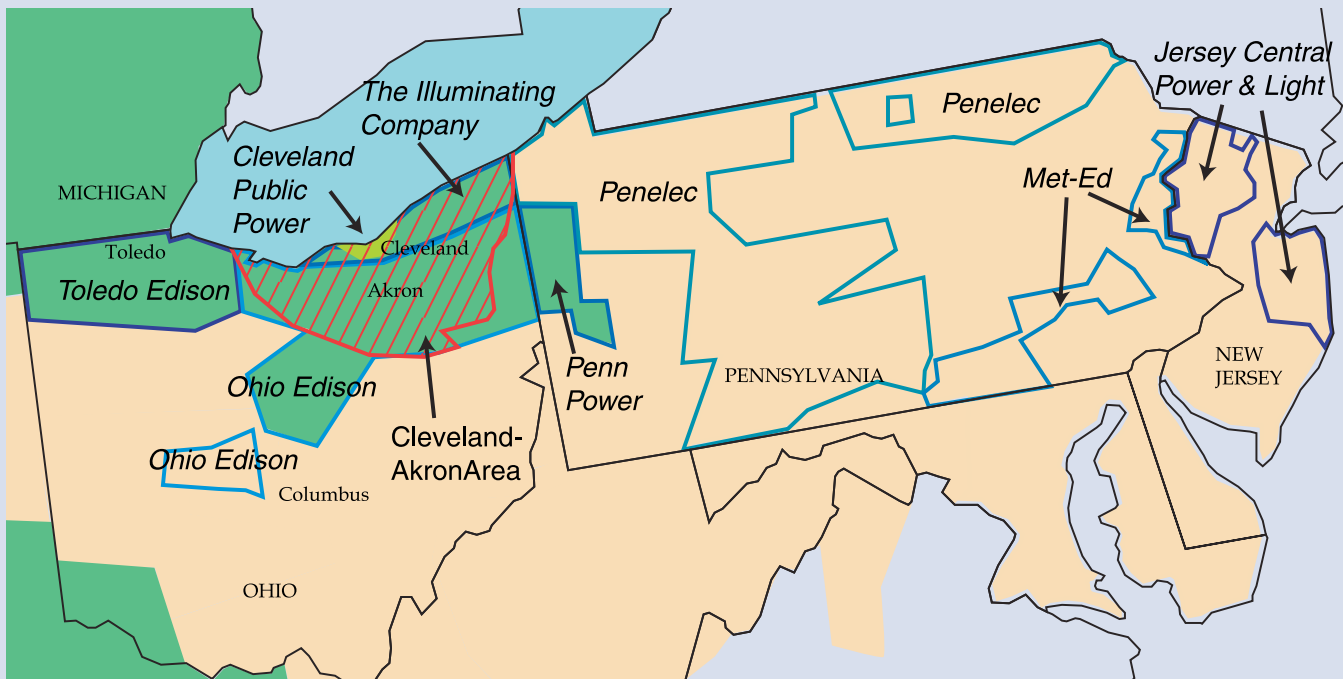 Jersey Central
Power & Light
The Illuminating
Company
Penelec
Cleveland
Public
Power
MICHIGAN
Penelec
Met-Ed
Toledo
Cleveland
Toledo Edison
Akron
Ohio Edison
Penn
Power
PENNSYLVANIA
NEW
JERSEY
Cleveland-
AkronArea
Ohio Edison
Columbus
OHIO